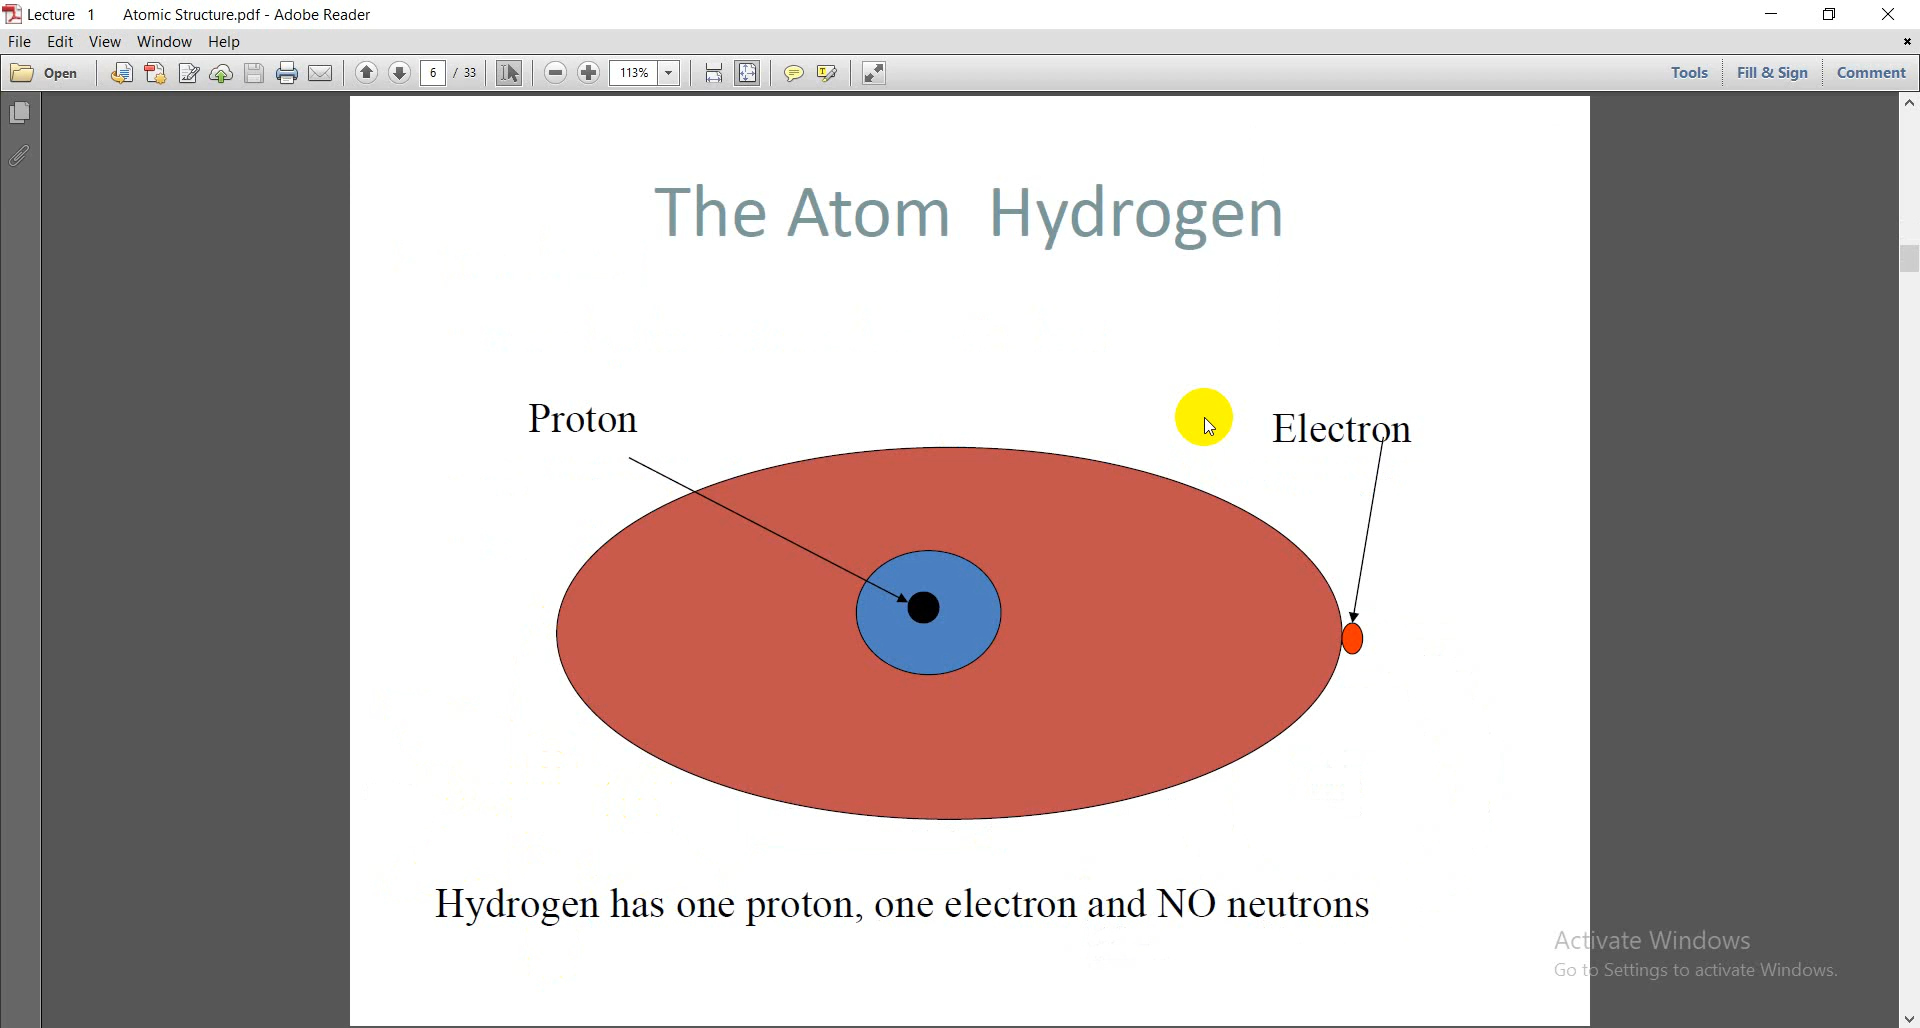 Lecture 1 Atomic Structure.pdf - Adobe Reader
File Edit View Window Help
Open 6 / 33 113% Tools Fill & Sign Comment
The Atom Hydrogen
Proton
Electron
Hydrogen has one proton, one electron and NO neutrons
Activate Windows
Go to Settings to activate Windows.